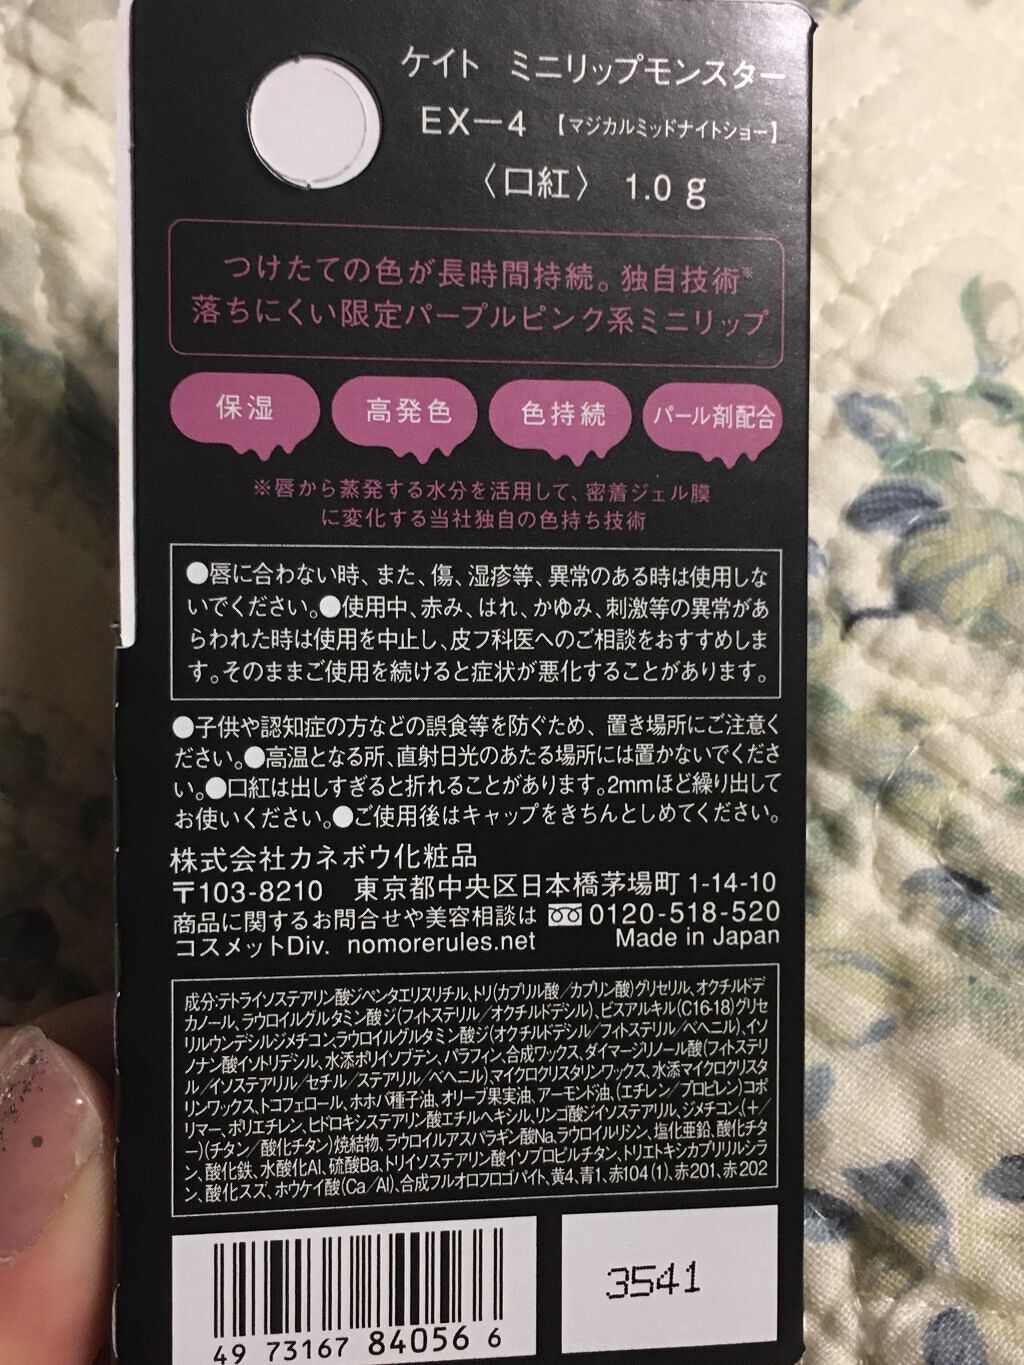 ケイト ミニリップモンスター
EX－4 【マジカルミッドナイトショー】
〈口紅〉 1.0 g
つけたての色が長時間持続。独自技術※
落ちにくい限定パープルピンク系ミニリップ
保湿 高発色 色持続 パール剤配合
※唇から蒸発する水分を活用して、密着ジェル膜
に変化する当社独自の色持ち技術
●唇に合わない時、また、傷、湿疹等、異常のある時は使用しな
いでください。●使用中、赤み、はれ、かゆみ、刺激等の異常があ
らわれた時は使用を中止し、皮フ科医へのご相談をおすすめしま
す。そのままご使用を続けると症状が悪化することがあります。
●子供や認知症の方などの誤食等を防ぐため、置き場所にご注意く
ださい。●高温となる所、直射日光のあたる場所には置かないでくださ
い。●口紅は出しすぎると折れることがあります。2mmほど繰り出して
お使いください。●ご使用後はキャップをきちんとしめてください。
株式会社カネボウ化粧品
〒103-8210 東京都中央区日本橋茅場町 1-14-10
商品に関するお問合せや美容相談は 0120-518-520
コスメットDiv. nomorerules.net Made in Japan
成分:テトライソステアリン酸ジペンタエリスリチル、トリ(カプリル酸／カプリン酸)グリセリル、オクチルドデ
カノール、ラウロイルグルタミン酸ジ(フィトステリル／オクチルドデシル)、ビスアルキル(C16-18)グリセ
リルウンデシルジメチコン、ラウロイルグルタミン酸ジ(オクチルドデシル／フィトステリル／ベヘニル)、イソ
ノナン酸イソトリデシル、水添ポリイソブテン、パラフィン、合成ワックス、ダイマージリノール酸(フィトステリ
ル／イソステアリル／セチル／ステアリル／ベヘニル)、マイクロクリスタリンワックス、水添マイクロクリスタ
リンワックス、トコフェロール、ホホバ種子油、オリーブ果実油、アーモンド油、(エチレン／プロピレン)コポ
リマー、ポリエチレン、ヒドロキシステアリン酸エチルヘキシル、リンゴ酸ジイソステアリル、ジメチコン、(+／
-)(チタン／酸化チタン)焼結物、ラウロイルアスパラギン酸Na、ラウロイルリシン、塩化亜鉛、酸化チタ
ン、酸化鉄、水酸化Al、硫酸Ba、トリイソステアリン酸イソプロピルチタン、トリエトキシカプリリルシラ
ン、酸化スズ、ホウケイ酸(Ca／Al)、合成フルオロフロゴパイト、黄4、青1、赤104(1)、赤201、赤202
49 73167 84056 6
3541